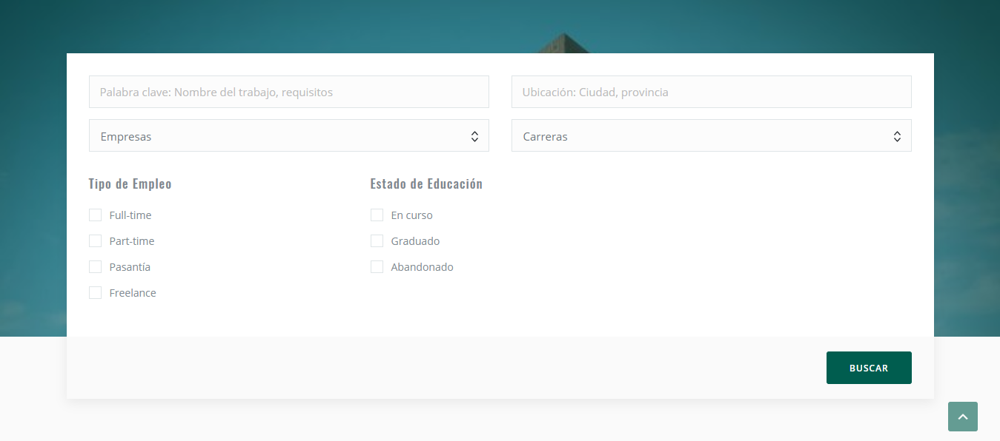 Palabra clave: Nombre del trabajo, requisitos
Ubicación: Ciudad, provincia
Empresas
Carreras
Tipo de Empleo
Full-time
Part-time
Pasantía
Freelance
Estado de Educación
En curso
Graduado
Abandonado
BUSCAR